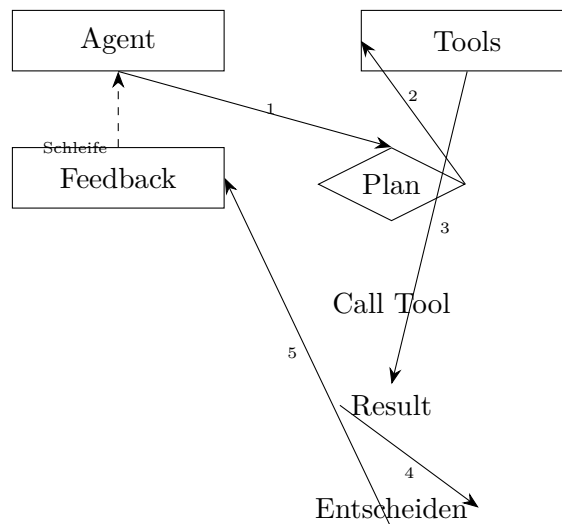 Agent
Tools
2
1
Schleife
Feedback
Plan
3
Call Tool
5
Result
4
Entscheiden